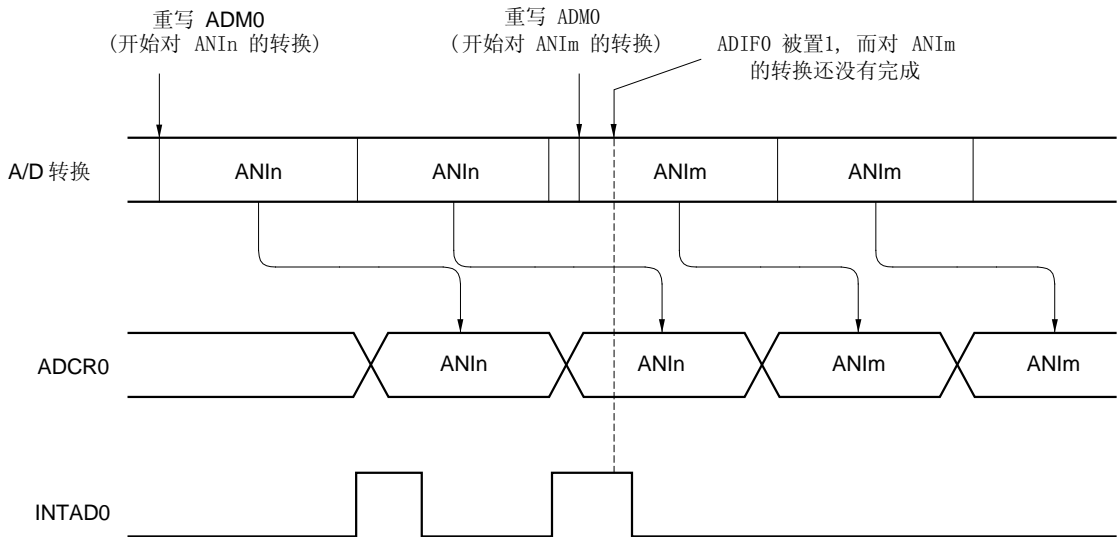 重写 ADM0
(开始对 ANIn 的转换)
重写 ADM0
(开始对 ANIm 的转换)
ADIF0 被置1, 而对 ANIm
的转换还没有完成
A/D 转换
ANIn
ANIn
ANIm
ANIm
ADCR0
ANIn
ANIn
ANIm
ANIm
INTAD0